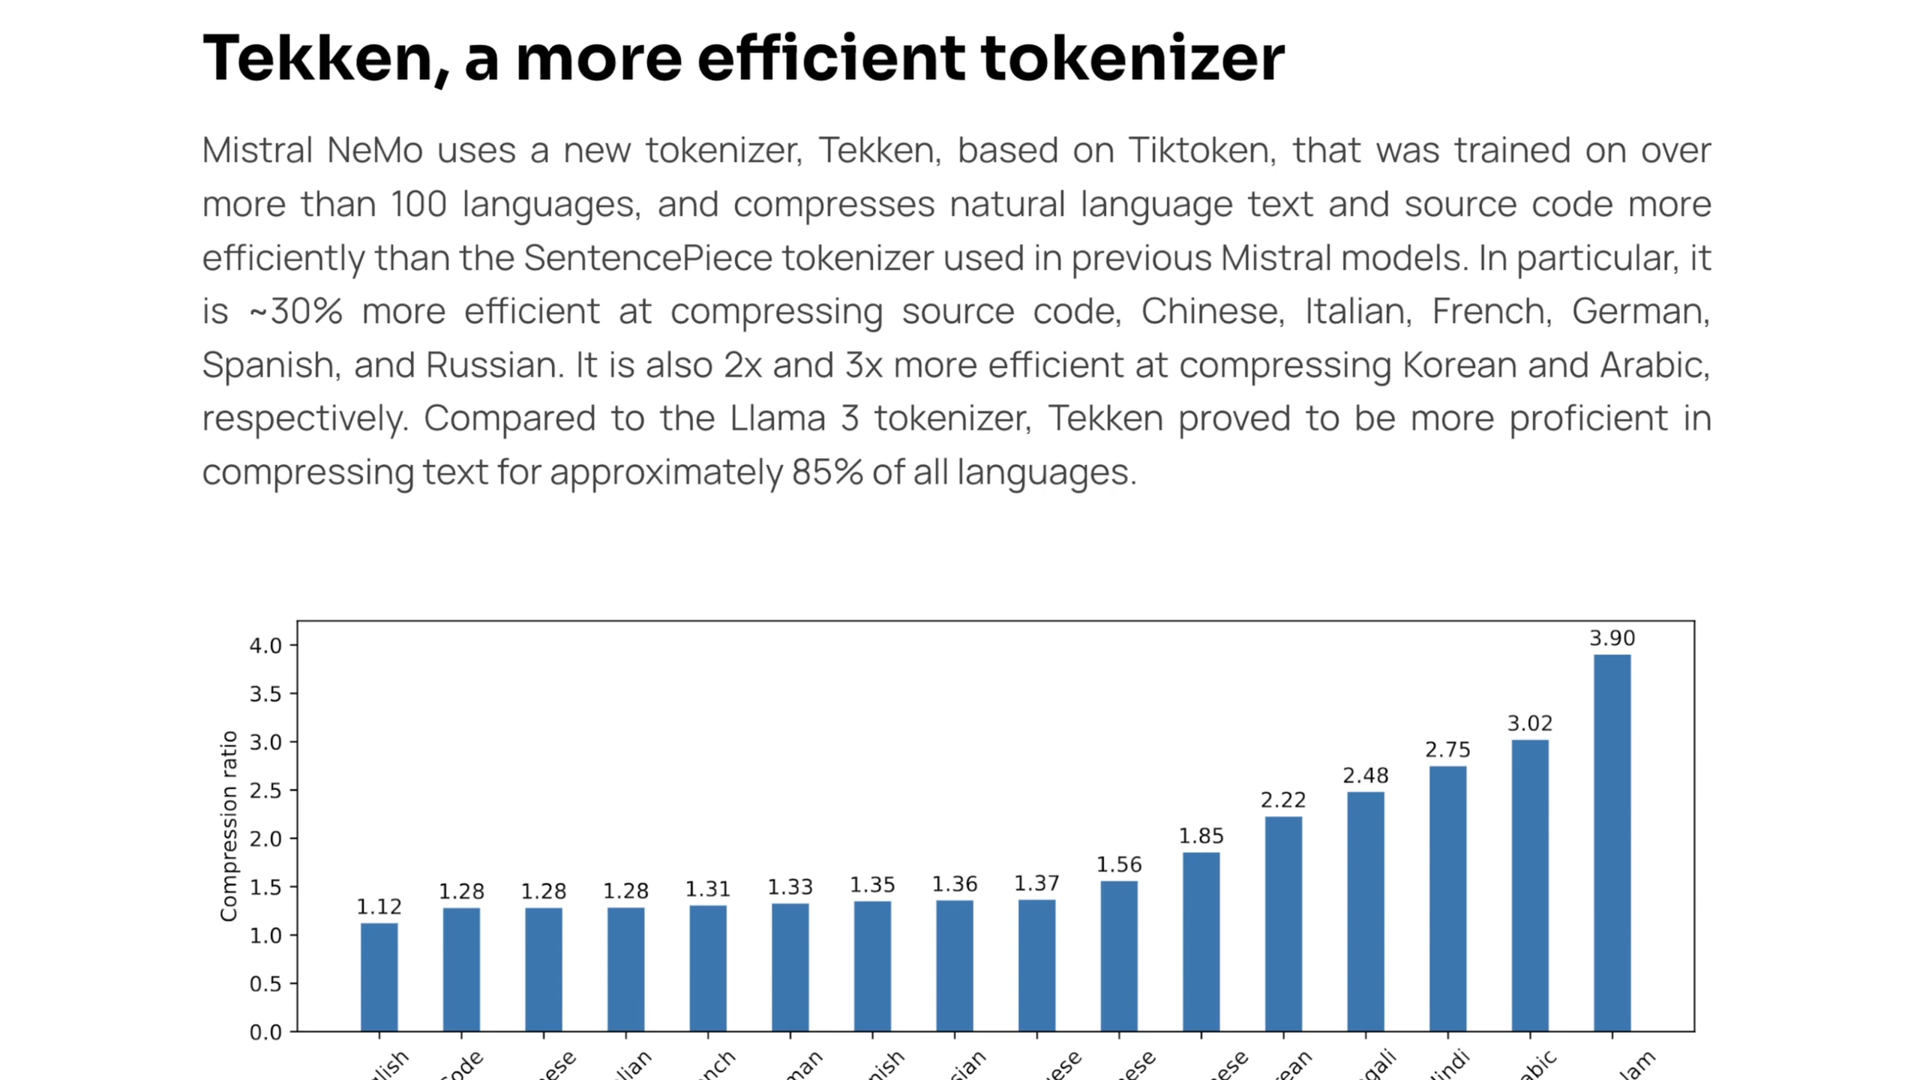 Tekken, a more efficient tokenizer
Mistral NeMo uses a new tokenizer, Tekken, based on Tiktoken, that was trained on over
more than 100 languages, and compresses natural language text and source code more
efficiently than the SentencePiece tokenizer used in previous Mistral models. In particular, it
is ~30% more efficient at compressing source code, Chinese, Italian, French, German,
Spanish, and Russian. It is also 2x and 3x more efficient at compressing Korean and Arabic,
respectively. Compared to the Llama 3 tokenizer, Tekken proved to be more proficient in
compressing text for approximately 85% of all languages.
Compression ratio
4.0
3.5
3.0
2.5
2.0
1.5
1.0
0.5
0.0
1.12
1.28
1.28
1.28
1.31
1.33
1.35
1.36
1.37
1.56
1.85
2.22
2.48
2.75
3.02
3.90